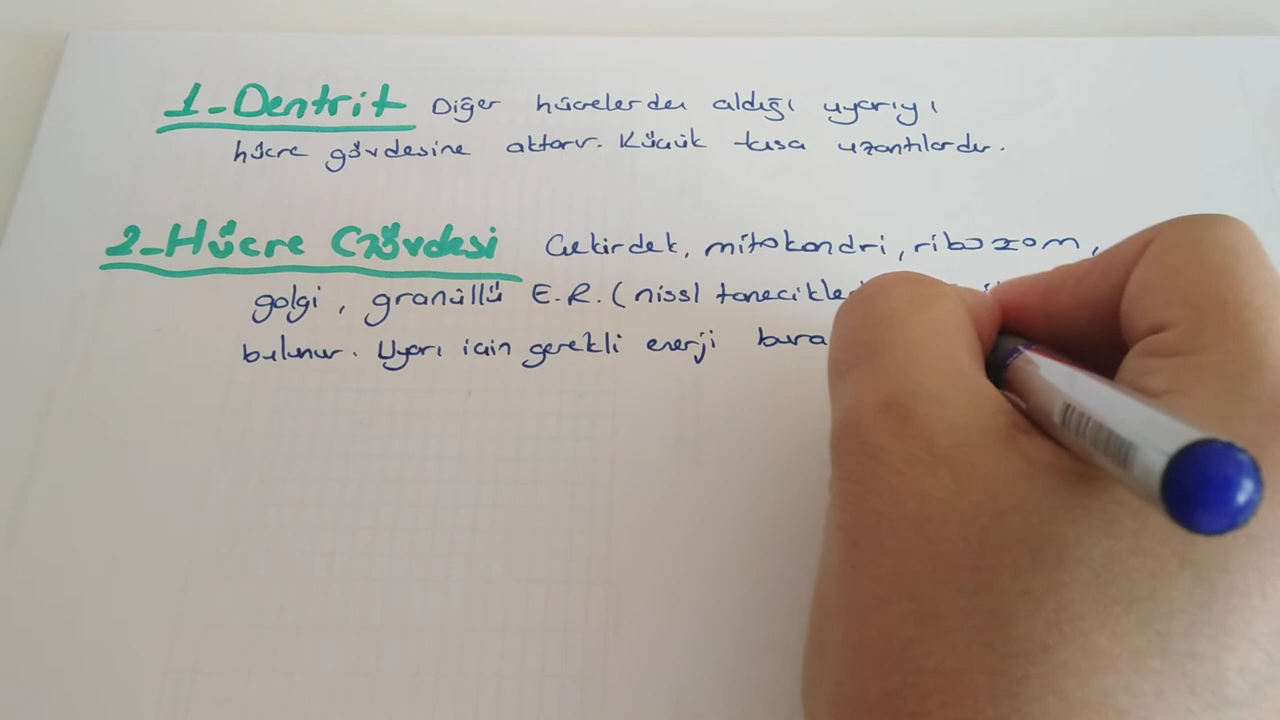 1-Dentrit Diğer hücrelerden aldığı uyarıyı
hücre gövdesine aktarır. Küçük kısa uzantılardır.
2-Hücre Gövdesi Çekirdek, mitokondri, ribozom,
golgi, granüllü E.R. (nissl tanecikle
bulunur. Uyarı için gerekli enerji bura